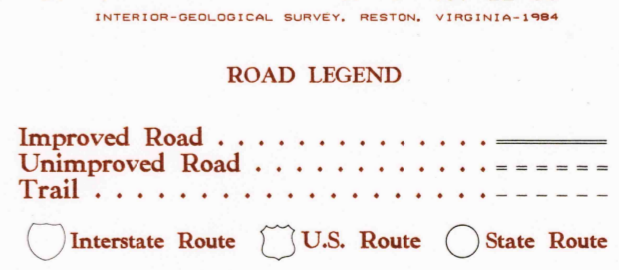 INTERIOR-GEOLOGICAL SURVEY, RESTON, VIRGINIA-1984
ROAD LEGEND
Improved Road . . . . . . . . . . . . . . .
Unimproved Road . . . . . . . . . . . . .
Trail . . . . . . . . . . . . . . . . . . . . .
Interstate Route U.S. Route State Route